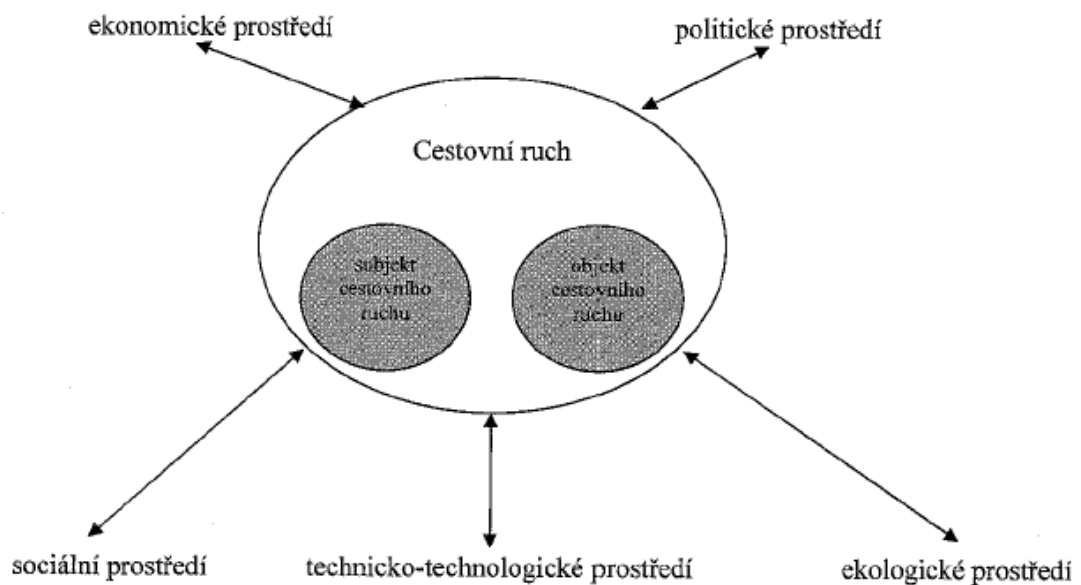 ekonomické prostředí
politické prostředí
Cestovní ruch
subjekt
cestovního
ruchu
objekt
cestovního
ruchu
sociální prostředí
technicko-technologické prostředí
ekologické prostředí